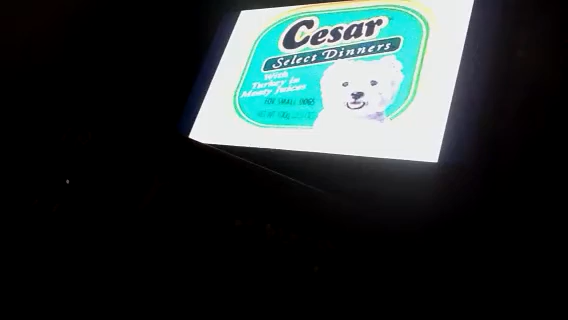 Cesar
Select Dinners
With
Turkey in
Meaty Juices
FOR SMALL DOGS